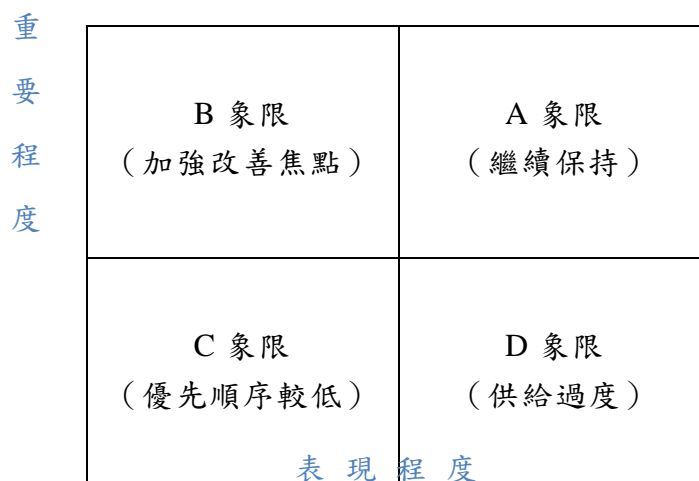 重要程度
B 象限
（加強改善焦點）
A 象限
（繼續保持）
C 象限
（優先順序較低）
D 象限
（供給過度）
表現程度